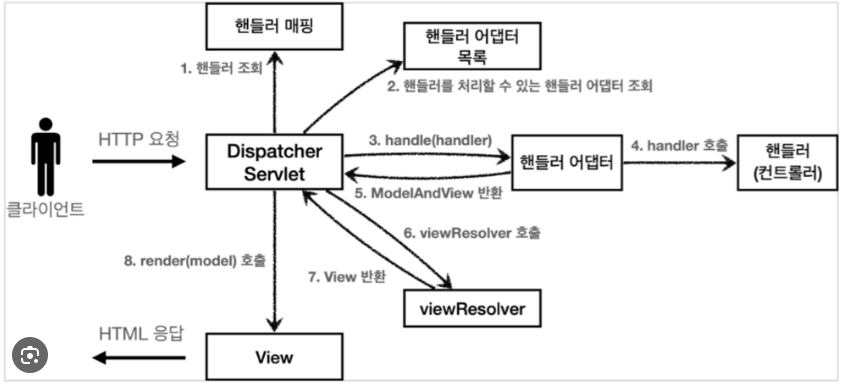 핸들러 매핑
핸들러 어댑터
목록
1. 핸들러 조회
2. 핸들러를 처리할 수 있는 핸들러 어댑터 조회
HTTP 요청
Dispatcher
Servlet
3. handle(handler)
핸들러 어댑터
4. handler 호출
핸들러
(컨트롤러)
5. ModelAndView 반환
클라이언트
6. viewResolver 호출
8. render(model) 호출
7. View 반환
viewResolver
HTML 응답
View